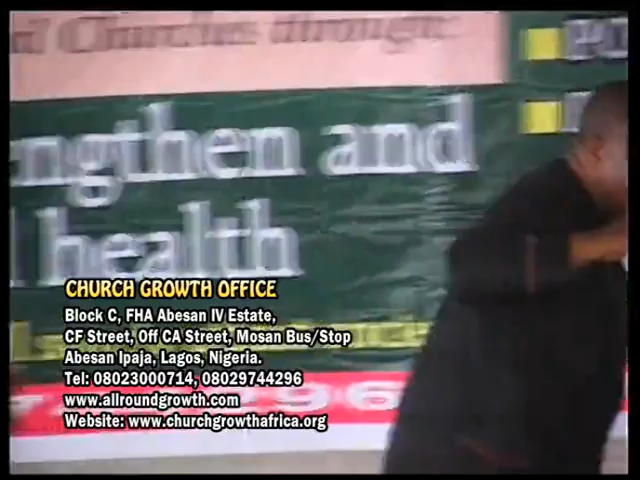 Churches through
ngthen and
health
CHURCH GROWTH OFFICE
Block C, FHA Abesan IV Estate,
CF Street, Off CA Street, Mosan Bus/Stop
Abesan Ipaja, Lagos, Nigeria.
Tel: 08023000714, 08029744296
www.allroundgrowth.com
Website: www.churchgrowthafrica.org